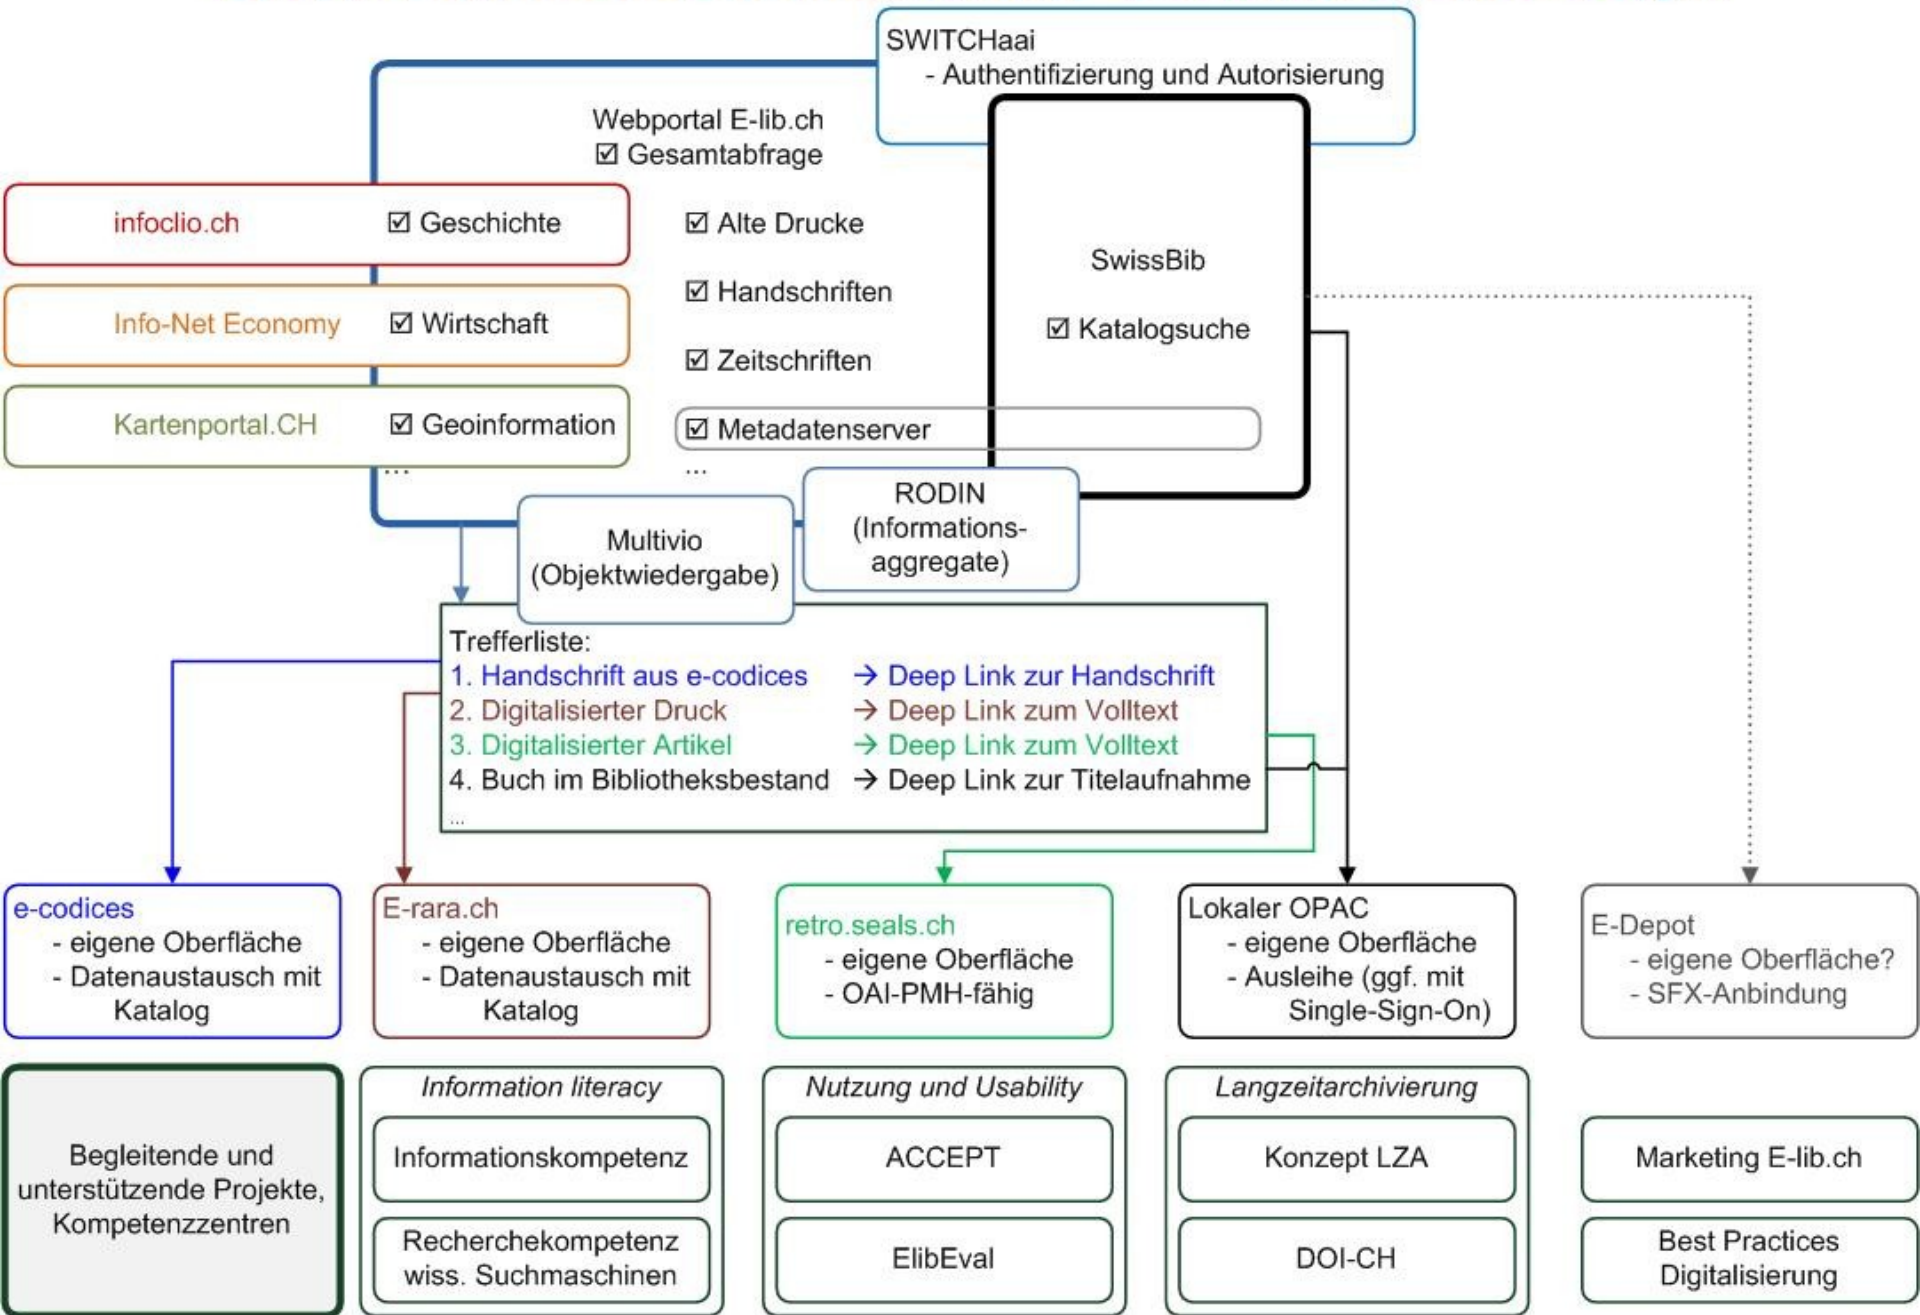 SWITCHaai
- Authentifizierung und Autorisierung
Webportal E-lib.ch
☑ Gesamtabfrage
infoclio.ch ☑ Geschichte
☑ Alte Drucke
SwissBib
☑ Handschriften
Info-Net Economy ☑ Wirtschaft
☑ Katalogsuche
☑ Zeitschriften
Kartenportal.CH ☑ Geoinformation
☑ Metadatenserver
...
...
RODIN
(Informations-
aggregate)
Multivio
(Objektwiedergabe)
Trefferliste:
1. Handschrift aus e-codices → Deep Link zur Handschrift
2. Digitalisierter Druck → Deep Link zum Volltext
3. Digitalisierter Artikel → Deep Link zum Volltext
4. Buch im Bibliotheksbestand → Deep Link zur Titelaufnahme
...
e-codices
- eigene Oberfläche
- Datenaustausch mit
Katalog
E-rara.ch
- eigene Oberfläche
- Datenaustausch mit
Katalog
retro.seals.ch
- eigene Oberfläche
- OAI-PMH-fähig
Lokaler OPAC
- eigene Oberfläche
- Ausleihe (ggf. mit
Single-Sign-On)
E-Depot
- eigene Oberfläche?
- SFX-Anbindung
Begleitende und
unterstützende Projekte,
Kompetenzzentren
Information literacy
Informationskompetenz
Recherchekompetenz
wiss. Suchmaschinen
Nutzung und Usability
ACCEPT
ElibEval
Langzeitarchivierung
Konzept LZA
DOI-CH
Marketing E-lib.ch
Best Practices
Digitalisierung